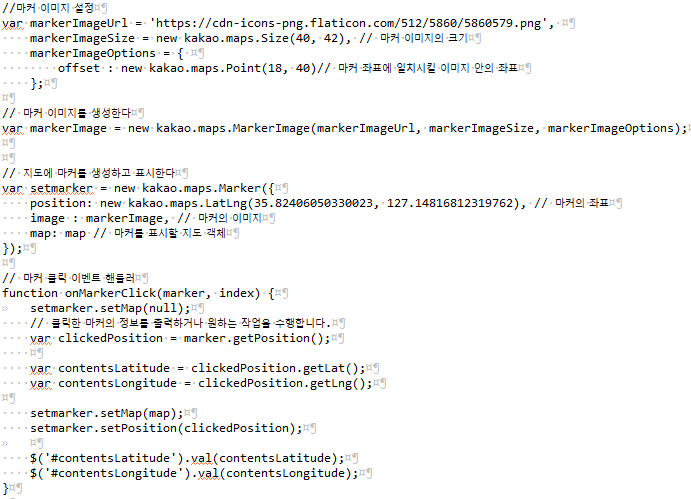 //마커 이미지 설정
var markerImageUrl = 'https://cdn-icons-png.flaticon.com/512/5860/5860579.png',
    markerImageSize = new kakao.maps.Size(40, 42), // 마커 이미지의 크기
    markerImageOptions = {
        offset : new kakao.maps.Point(18, 40)// 마커 좌표에 일치시킬 이미지 안의 좌표
    };

// 마커 이미지를 생성한다
var markerImage = new kakao.maps.MarkerImage(markerImageUrl, markerImageSize, markerImageOptions);


// 지도에 마커를 생성하고 표시한다
var setmarker = new kakao.maps.Marker({
    position: new kakao.maps.LatLng(35.82406050330023, 127.14816812319762), // 마커의 좌표
    image : markerImage, // 마커의 이미지
    map: map // 마커를 표시할 지도 객체
});

// 마커 클릭 이벤트 핸들러
function onMarkerClick(marker, index) {
    setmarker.setMap(null);
    // 클릭한 마커의 정보를 출력하거나 원하는 작업을 수행합니다.
    var clickedPosition = marker.getPosition();

    var contentsLatitude = clickedPosition.getLat();
    var contentsLongitude = clickedPosition.getLng();

    setmarker.setMap(map);
    setmarker.setPosition(clickedPosition);

    $('#contentsLatitude').val(contentsLatitude);
    $('#contentsLongitude').val(contentsLongitude);
}